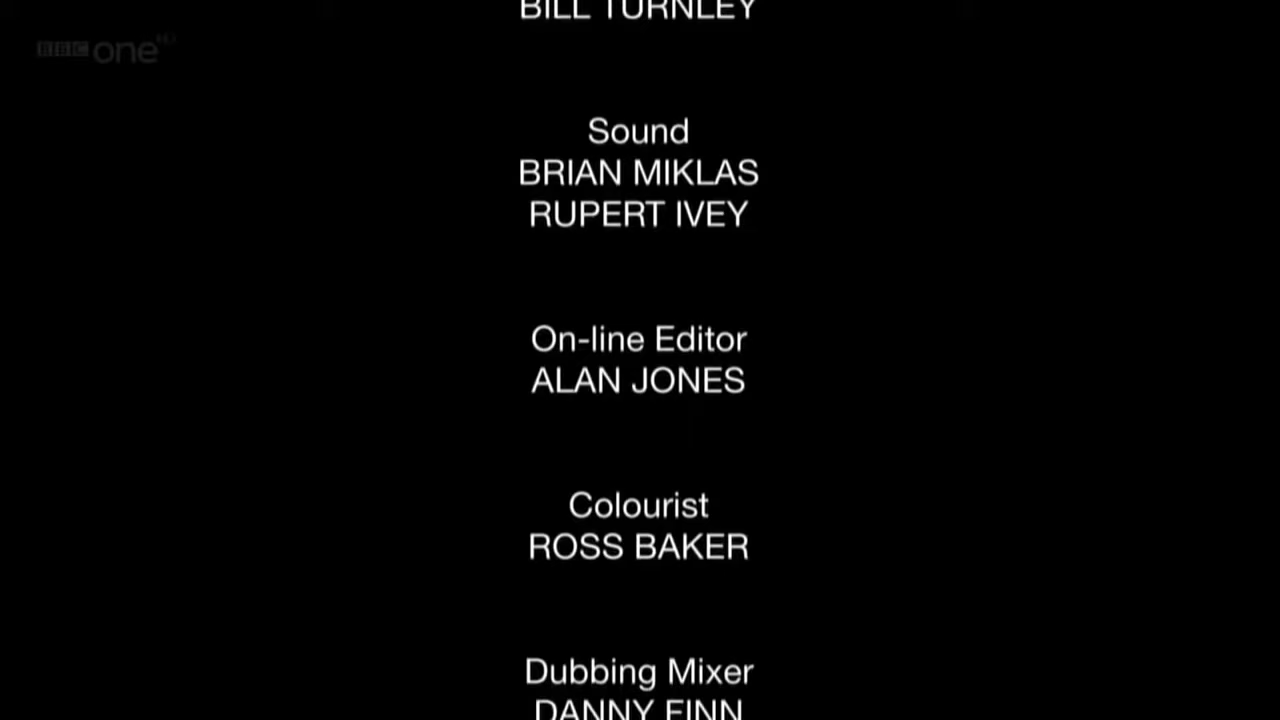 BILL TURNLEY
BBC one HD
Sound
BRIAN MIKLAS
RUPERT IVEY
On-line Editor
ALAN JONES
Colourist
ROSS BAKER
Dubbing Mixer
DANNY FINN